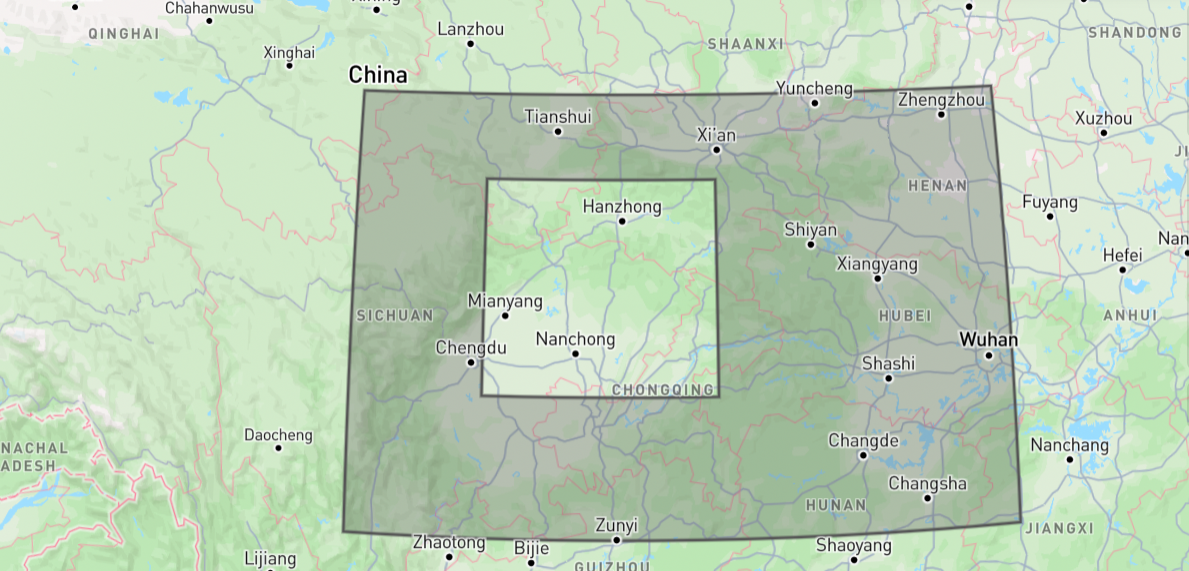 Chahanwusu
QINGHAI
Xinghai
Lanzhou
SHAANXI
SHANDONG
China
Yuncheng
Zhengzhou
Tianshui
Xi'an
Xuzhou
HENAN
Hanzhong
Fuyang
Shiyan
Nan
Xiangyang
Hefei
Mianyang
SICHUAN
HUBEI
ANHUI
Nanchong
Chengdu
Wuhan
Shashi
CHONGQING
Daocheng
Changde
NACHAL
ADESH
Nanchang
Changsha
HUNAN
Zunyi
JIANGXI
Zhaotong
Bijie
Shaoyang
Lijiang
GUIZHOU